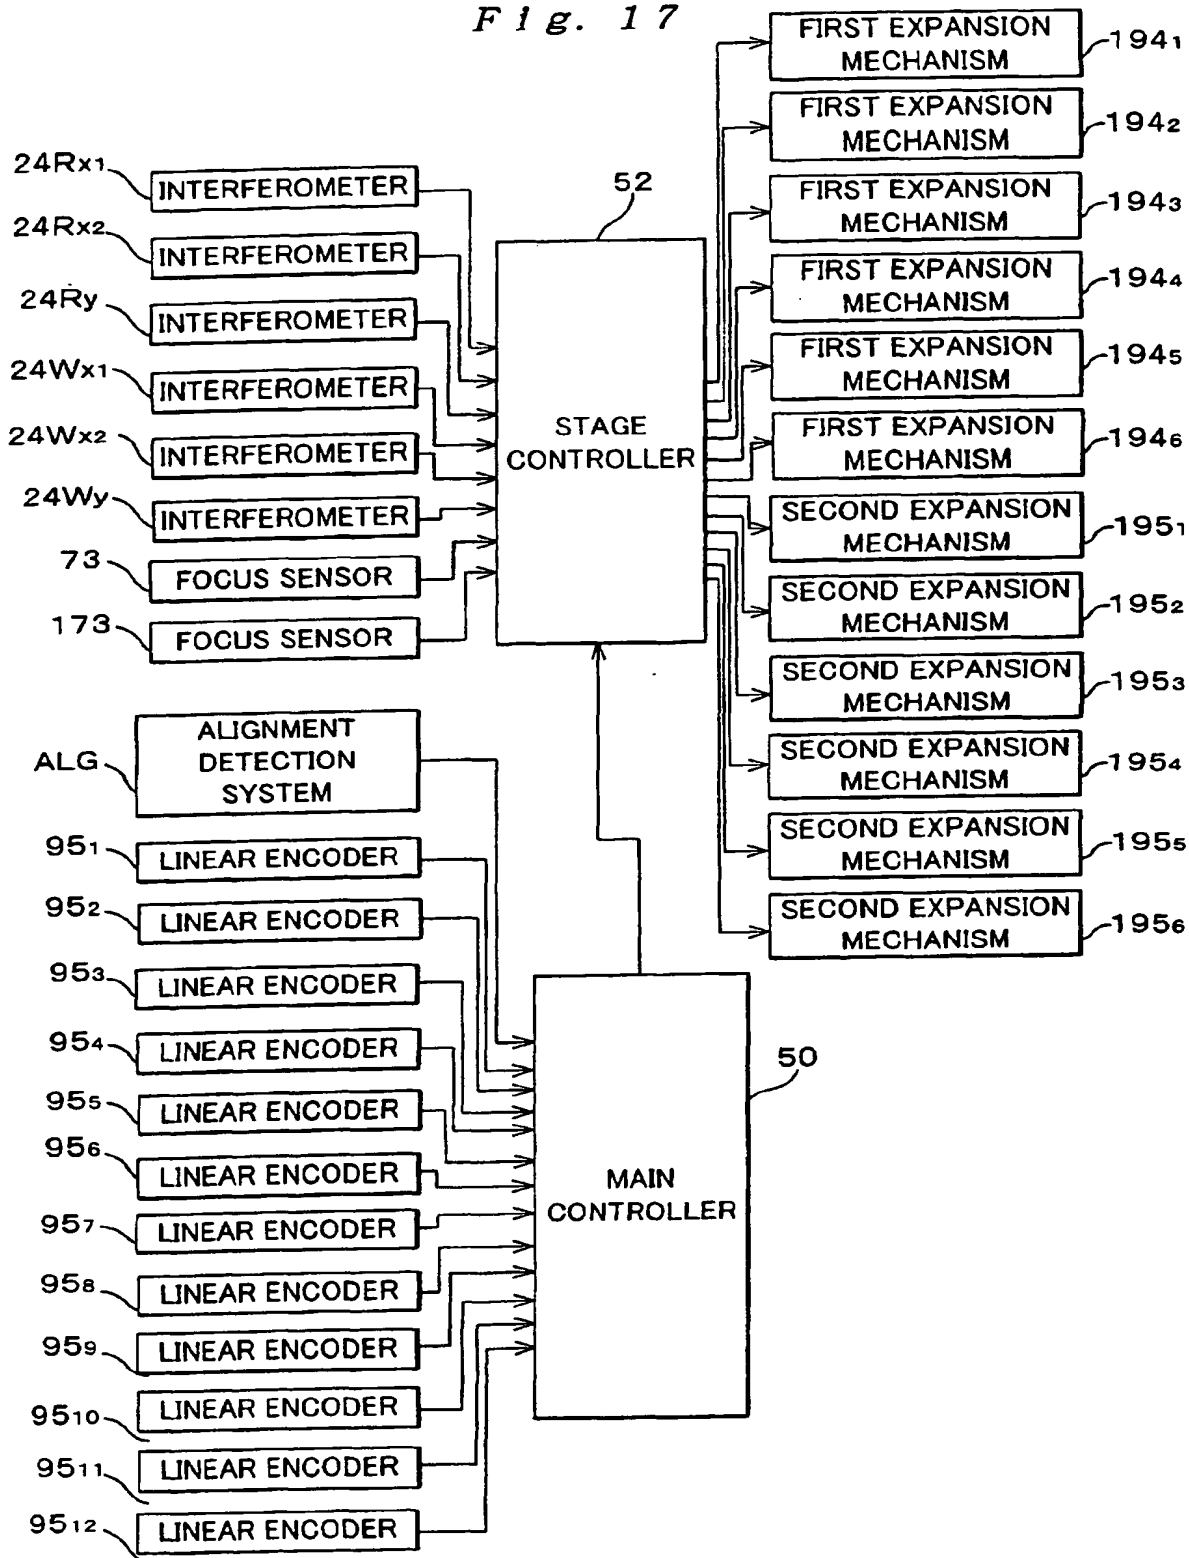 Fig. 17
FIRST EXPANSION
MECHANISM
194₁
FIRST EXPANSION
MECHANISM
194₂
FIRST EXPANSION
MECHANISM
194₃
FIRST EXPANSION
MECHANISM
194₄
FIRST EXPANSION
MECHANISM
194₅
FIRST EXPANSION
MECHANISM
194₆
SECOND EXPANSION
MECHANISM
195₁
SECOND EXPANSION
MECHANISM
195₂
SECOND EXPANSION
MECHANISM
195₃
SECOND EXPANSION
MECHANISM
195₄
SECOND EXPANSION
MECHANISM
195₅
SECOND EXPANSION
MECHANISM
195₆
24Rx1
INTERFEROMETER
24Rx2
INTERFEROMETER
24Ry
INTERFEROMETER
24Wx1
INTERFEROMETER
24Wx2
INTERFEROMETER
24Wy
INTERFEROMETER
73
FOCUS SENSOR
173
FOCUS SENSOR
52
STAGE
CONTROLLER
ALG
ALIGNMENT
DETECTION
SYSTEM
95₁
LINEAR ENCODER
95₂
LINEAR ENCODER
95₃
LINEAR ENCODER
95₄
LINEAR ENCODER
95₅
LINEAR ENCODER
95₆
LINEAR ENCODER
95₇
LINEAR ENCODER
95₈
LINEAR ENCODER
95₉
LINEAR ENCODER
95₁₀
LINEAR ENCODER
95₁₁
LINEAR ENCODER
95₁₂
LINEAR ENCODER
50
MAIN
CONTROLLER